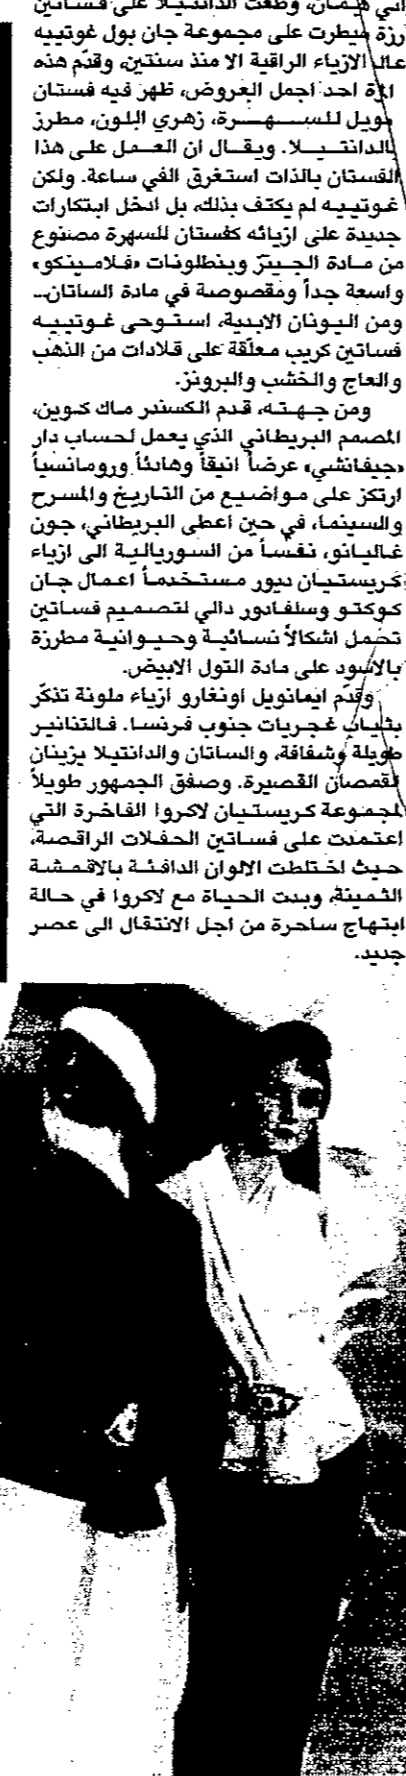 وطغت الدانتيلا على فساتين
سيطرت على مجموعة جان بول غوتييه
الازياء الراقية الا منذ سنتين، وقدّم هذه
احد اجمل العروض، ظهر فيه فستان
للسهرة، زهري اللون، مطرز
بالدانتيلا. ويقال ان العمل على هذا
الفستان بالذات استغرق الفي ساعة. ولكن
غوتييه لم يكتف بذلك، بل ادخل ابتكارات
جديدة على ازيائه كفستان للسهرة مصنوع
من مادة الجينز وبنطلونات «فلامينكو»
واسعة جداً ومقصوصة في مادة الساتان..
ومن اليونان الابدية، استوحى غوتييه
فساتين كريب معلّقة على قلادات من الذهب
والعاج والخشب والبرونز.
ومن جهته، قدم الكسندر ماك كوين،
المصمم البريطاني الذي يعمل لحساب دار
«جيفانشي» عرضاً انيقاً وهادئاً ورومانسياً
ارتكز على مواضيع من التاريخ والمسرح
والسينما، في حين اعطى البريطاني، جون
غاليانو، نفساً من السوريالية الى ازياء
كريستيان ديور مستخدماً اعمال جان
كوكتو وسلفادور دالي لتصميم فساتين
تحمل اشكالاً نسائية وحيوانية مطرزة
بالاسود على مادة التول الابيض.
وقدّم ايمانويل اونغارو ازياء ملونة تذكّر
بثياب غجريات جنوب فرنسا. فالتنانير
طويلة وشفافة، والساتان والدانتيلا يزينان
القمصان القصيرة. وصفق الجمهور طويلاً
لمجموعة كريستيان لاكروا الفاخرة التي
اعتمدت على فساتين الحفلات الراقصة،
حيث اختلطت الالوان الدافئة بالاقمشة
الثمينة، وبدت الحياة مع لاكروا في حالة
ابتهاج ساحرة من اجل الانتقال الى عصر
جديد.